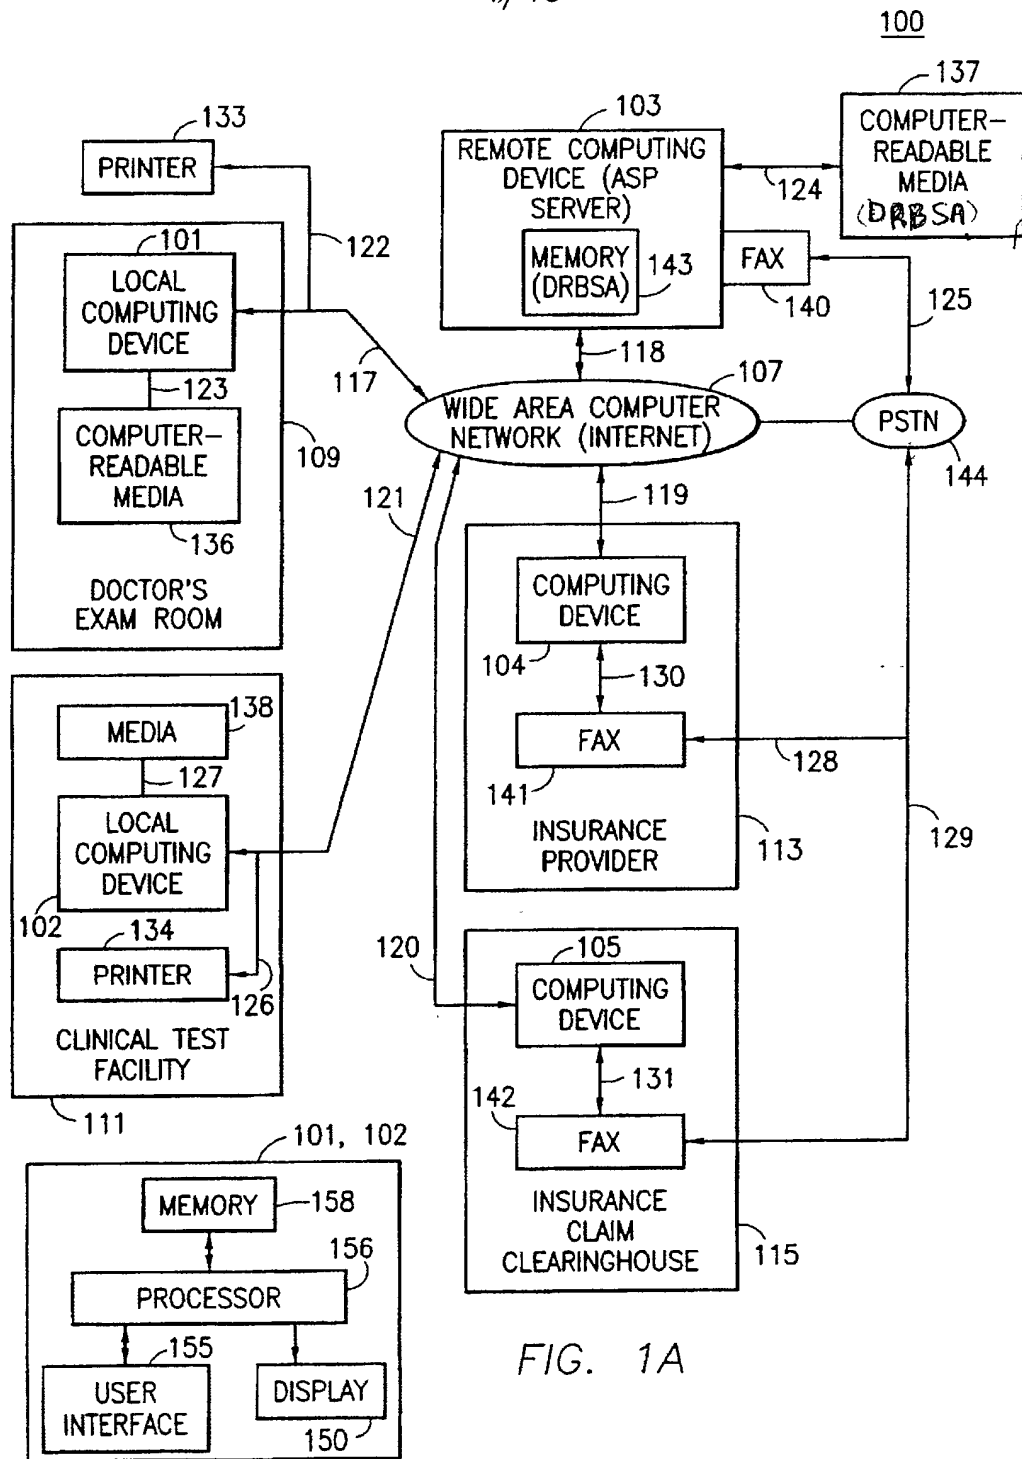 100
137
COMPUTER-
READABLE
MEDIA
(DRBSA)
124
103
REMOTE COMPUTING
DEVICE (ASP
SERVER)
MEMORY
(DRBSA)
143
FAX
140
125
133
PRINTER
122
101
LOCAL
COMPUTING
DEVICE
123
COMPUTER-
READABLE
MEDIA
136
109
DOCTOR'S
EXAM ROOM
117
118
107
WIDE AREA COMPUTER
NETWORK (INTERNET)
PSTN
144
119
121
COMPUTING
DEVICE
104
130
FAX
141
128
INSURANCE
PROVIDER
113
129
138
MEDIA
127
LOCAL
COMPUTING
DEVICE
102
134
PRINTER
126
CLINICAL TEST
FACILITY
111
120
105
COMPUTING
DEVICE
131
142
FAX
INSURANCE
CLAIM
CLEARINGHOUSE
115
101, 102
MEMORY
158
156
PROCESSOR
155
USER
INTERFACE
DISPLAY
150
FIG. 1A